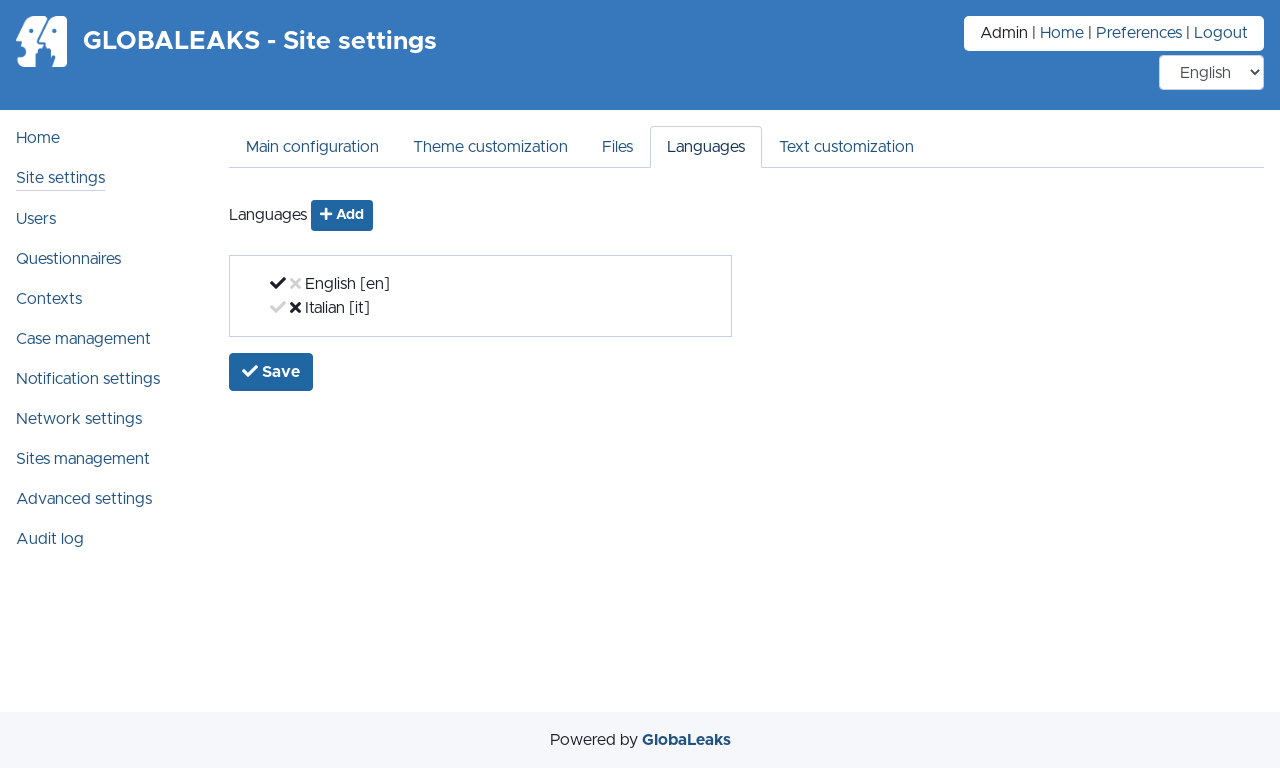 GLOBALEAKS - Site settings
Admin | Home | Preferences | Logout
English
Home
Site settings
Users
Questionnaires
Contexts
Case management
Notification settings
Network settings
Sites management
Advanced settings
Audit log
Main configuration
Theme customization
Files
Languages
Text customization
Languages
Add
English [en]
Italian [it]
Save
Powered by GlobaLeaks